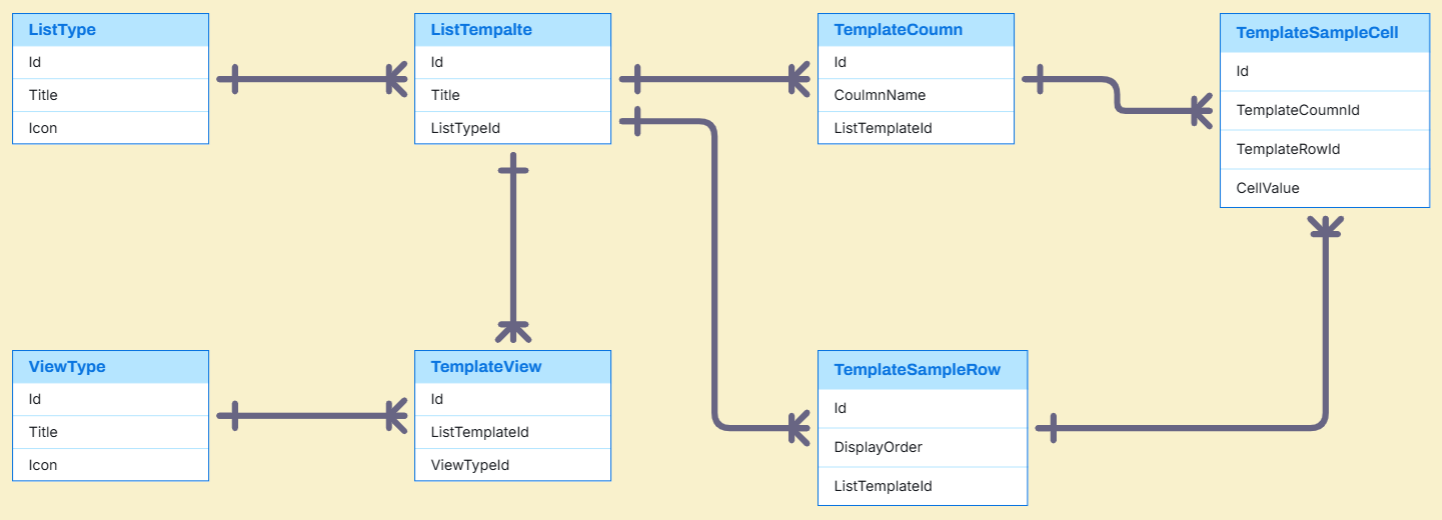 ListType
Id
Title
Icon
ListTempalte
Id
Title
ListTypeId
TemplateCoumn
Id
CoulmnName
ListTemplateId
TemplateSampleCell
Id
TemplateCoumnId
TemplateRowId
CellValue
ViewType
Id
Title
Icon
TemplateView
Id
ListTemplateId
ViewTypeId
TemplateSampleRow
Id
DisplayOrder
ListTemplateId